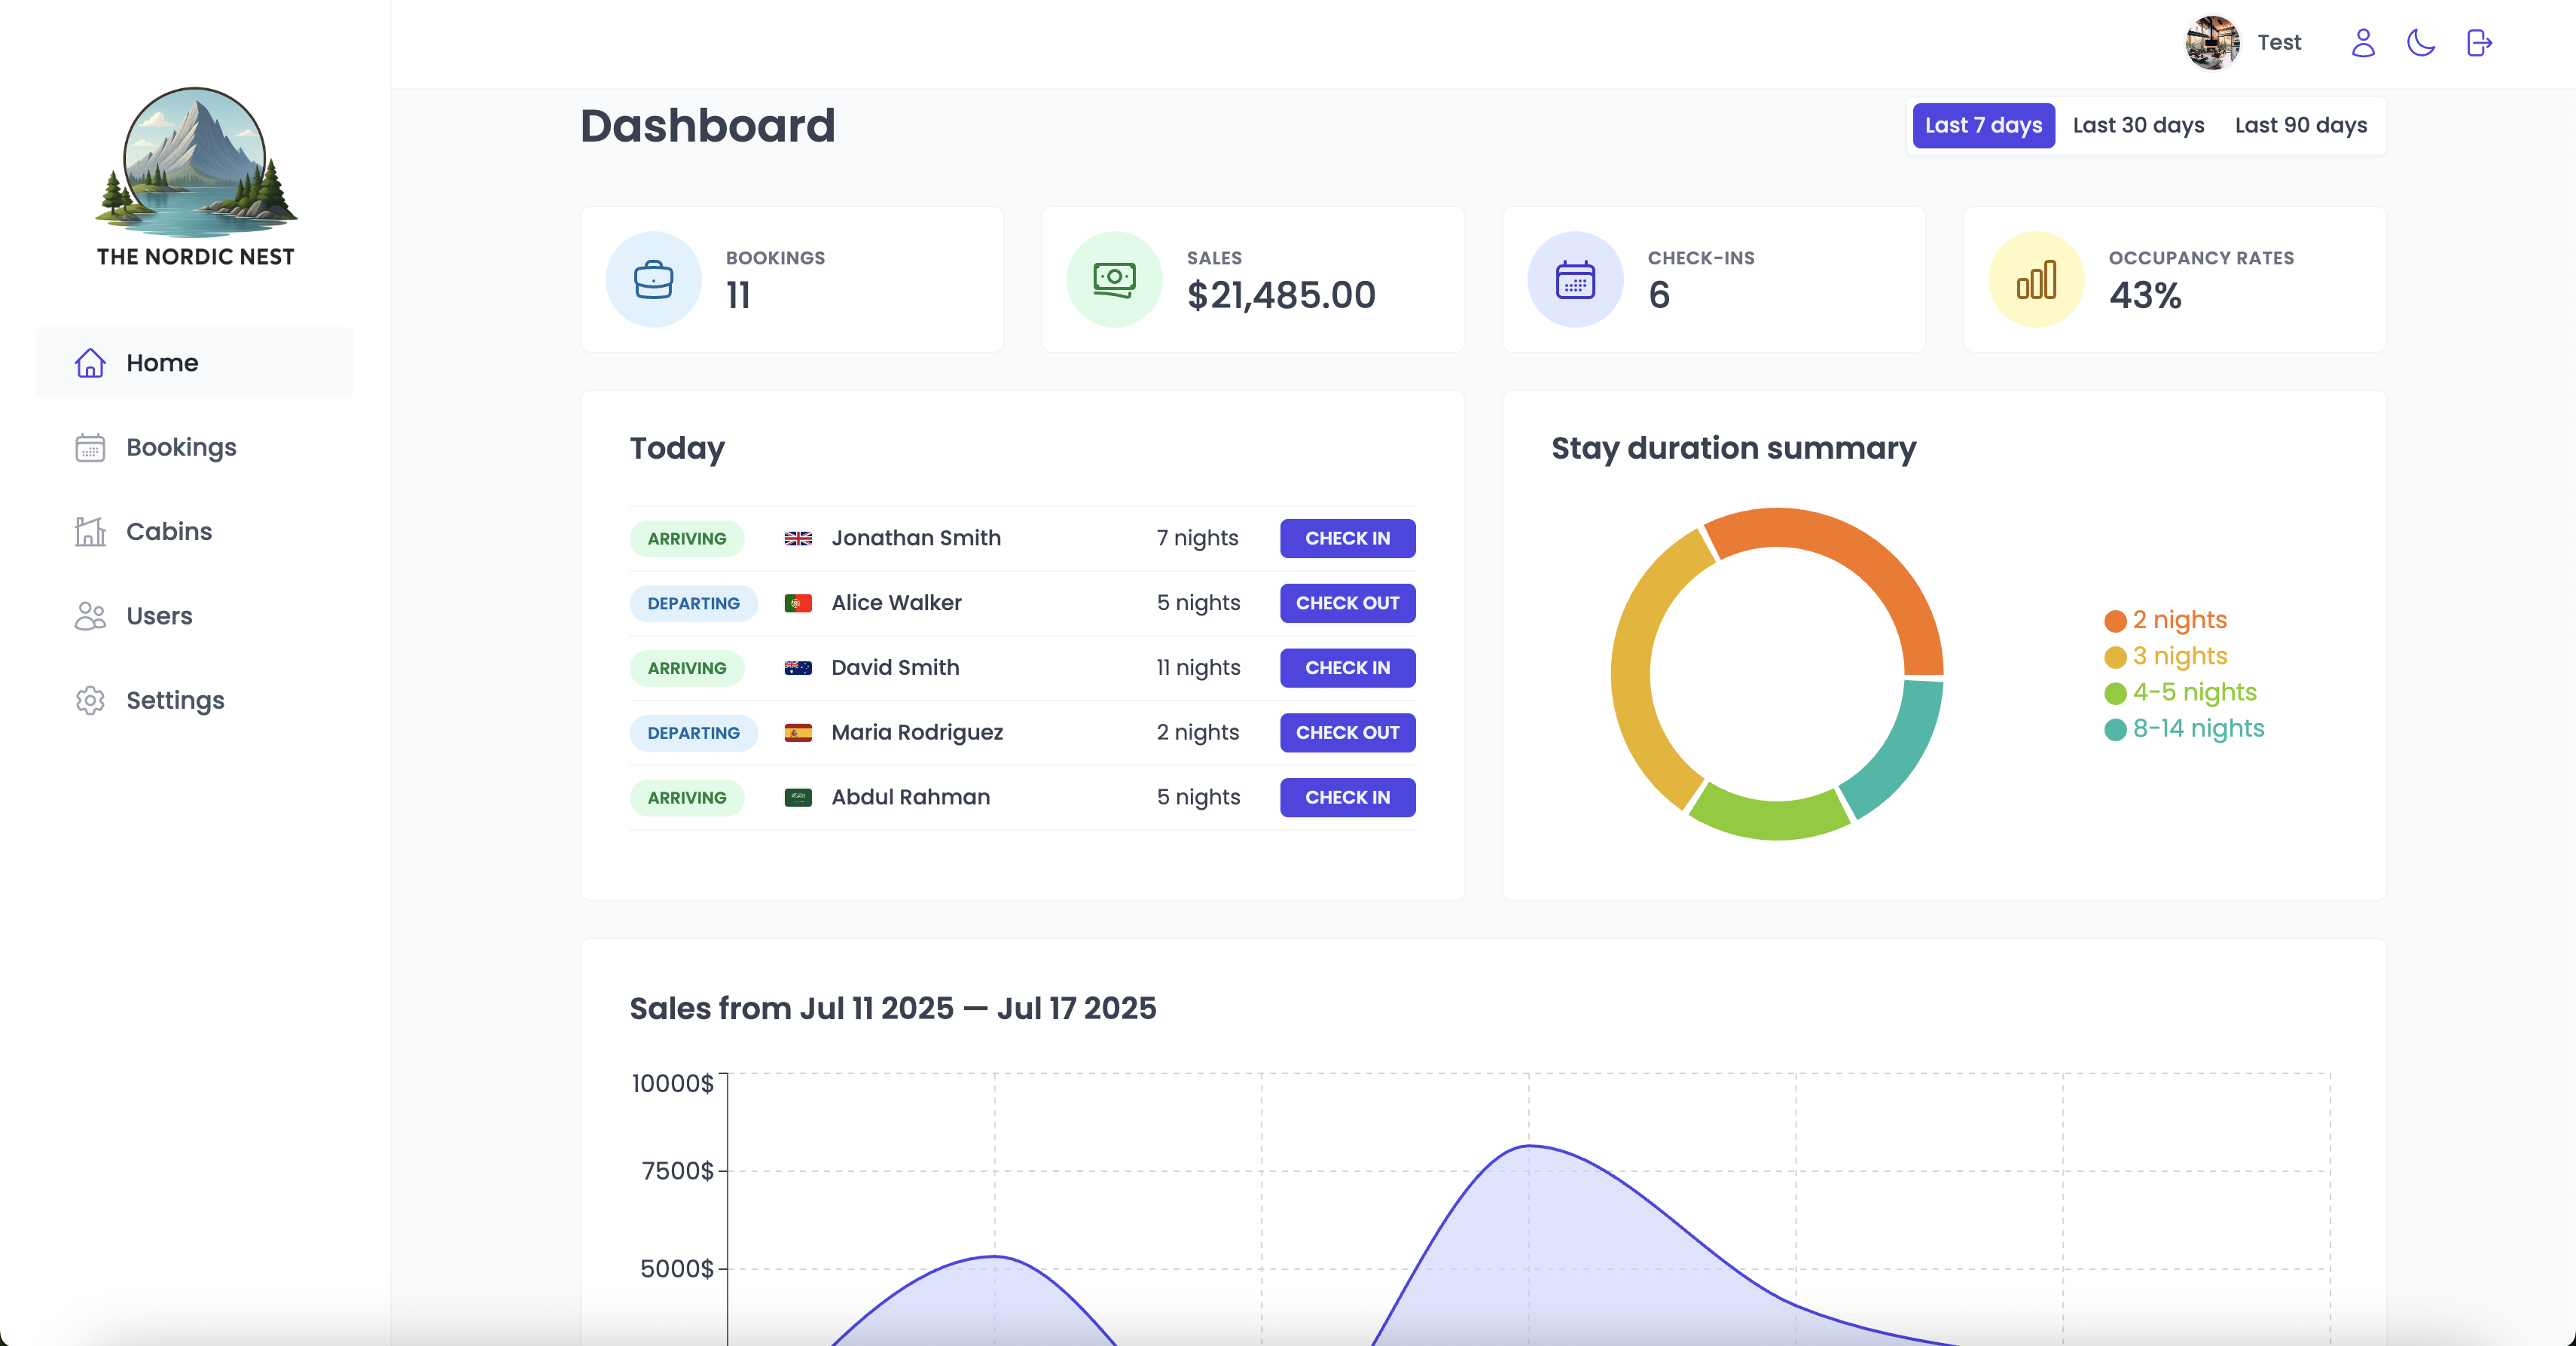 Test
THE NORDIC NEST
Home
Bookings
Cabins
Users
Settings
Dashboard
Last 7 days Last 30 days Last 90 days
BOOKINGS
11
SALES
$21,485.00
CHECK-INS
6
OCCUPANCY RATES
43%
Today
ARRIVING Jonathan Smith 7 nights CHECK IN
DEPARTING Alice Walker 5 nights CHECK OUT
ARRIVING David Smith 11 nights CHECK IN
DEPARTING Maria Rodriguez 2 nights CHECK OUT
ARRIVING Abdul Rahman 5 nights CHECK IN
Stay duration summary
2 nights
3 nights
4-5 nights
8-14 nights
Sales from Jul 11 2025 — Jul 17 2025
10000$
7500$
5000$